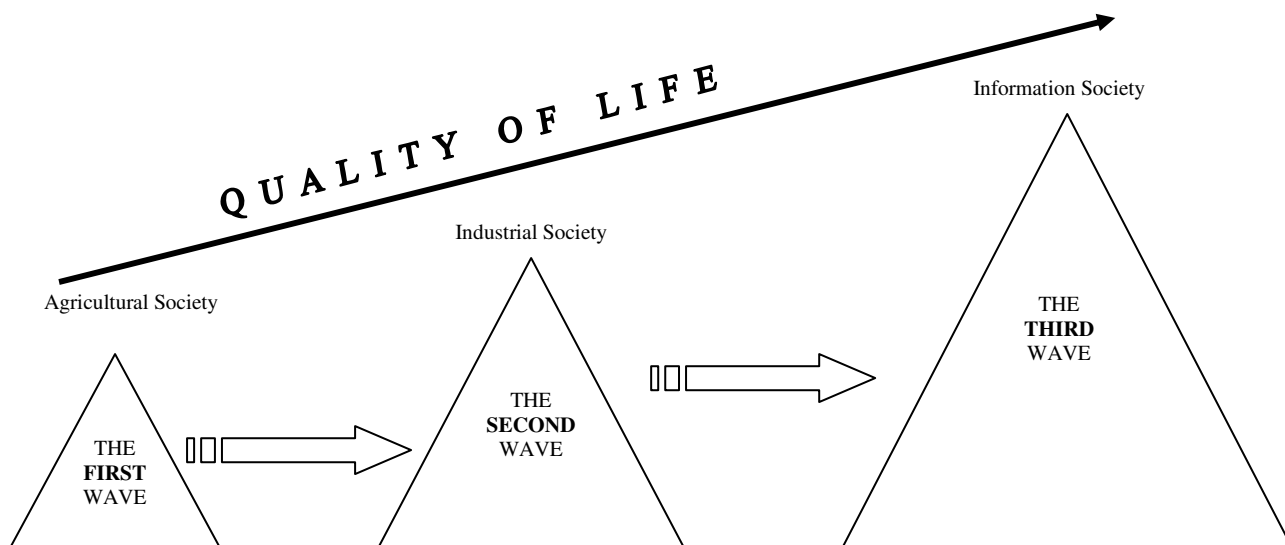 QUALITY OF LIFE
Information Society
Industrial Society
Agricultural Society
THE
THIRD
WAVE
THE
SECOND
WAVE
THE
FIRST
WAVE